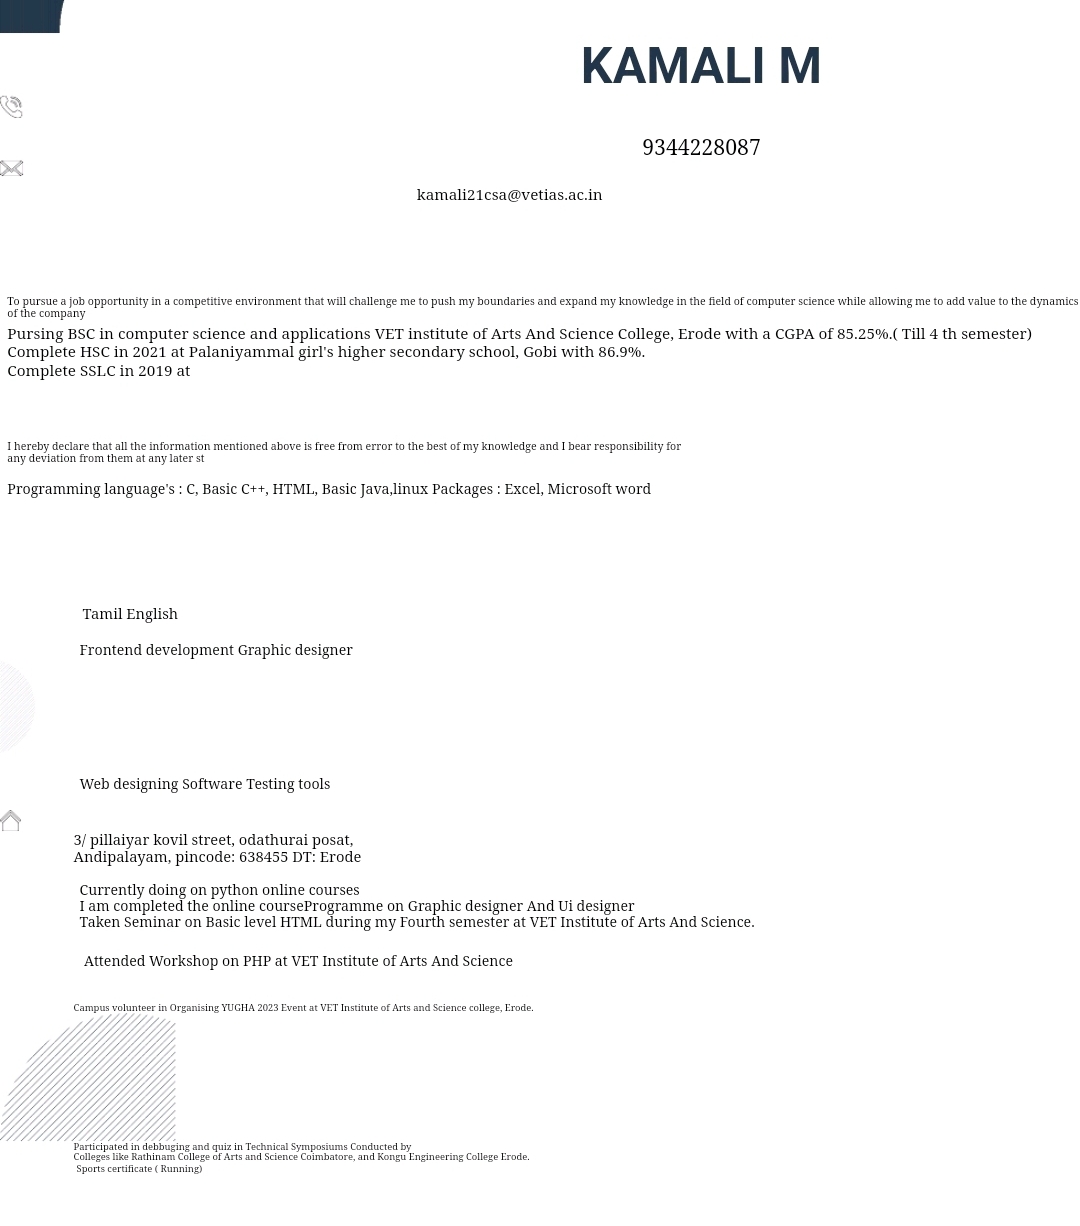 KAMALI M
9344228087
kamali21csa@vetias.ac.in
To pursue a job opportunity in a competitive environment that will challenge me to push my boundaries and expand my knowledge in the field of computer science while allowing me to add value to the dynamics
of the company
Pursing BSC in computer science and applications VET institute of Arts And Science College, Erode with a CGPA of 85.25%.( Till 4 th semester)
Complete HSC in 2021 at Palaniyammal girl's higher secondary school, Gobi with 86.9%.
Complete SSLC in 2019 at
I hereby declare that all the information mentioned above is free from error to the best of my knowledge and I bear responsibility for
any deviation from them at any later st
Programming language's : C, Basic C++, HTML, Basic Java,linux Packages : Excel, Microsoft word
Tamil English
Frontend development Graphic designer
Web designing Software Testing tools
3/ pillaiyar kovil street, odathurai posat,
Andipalayam, pincode: 638455 DT: Erode
Currently doing on python online courses
I am completed the online courseProgramme on Graphic designer And Ui designer
Taken Seminar on Basic level HTML during my Fourth semester at VET Institute of Arts And Science.
Attended Workshop on PHP at VET Institute of Arts And Science
Campus volunteer in Organising YUGHA 2023 Event at VET Institute of Arts and Science college, Erode.
Participated in debbuging and quiz in Technical Symposiums Conducted by
Colleges like Rathinam College of Arts and Science Coimbatore, and Kongu Engineering College Erode.
Sports certificate ( Running)